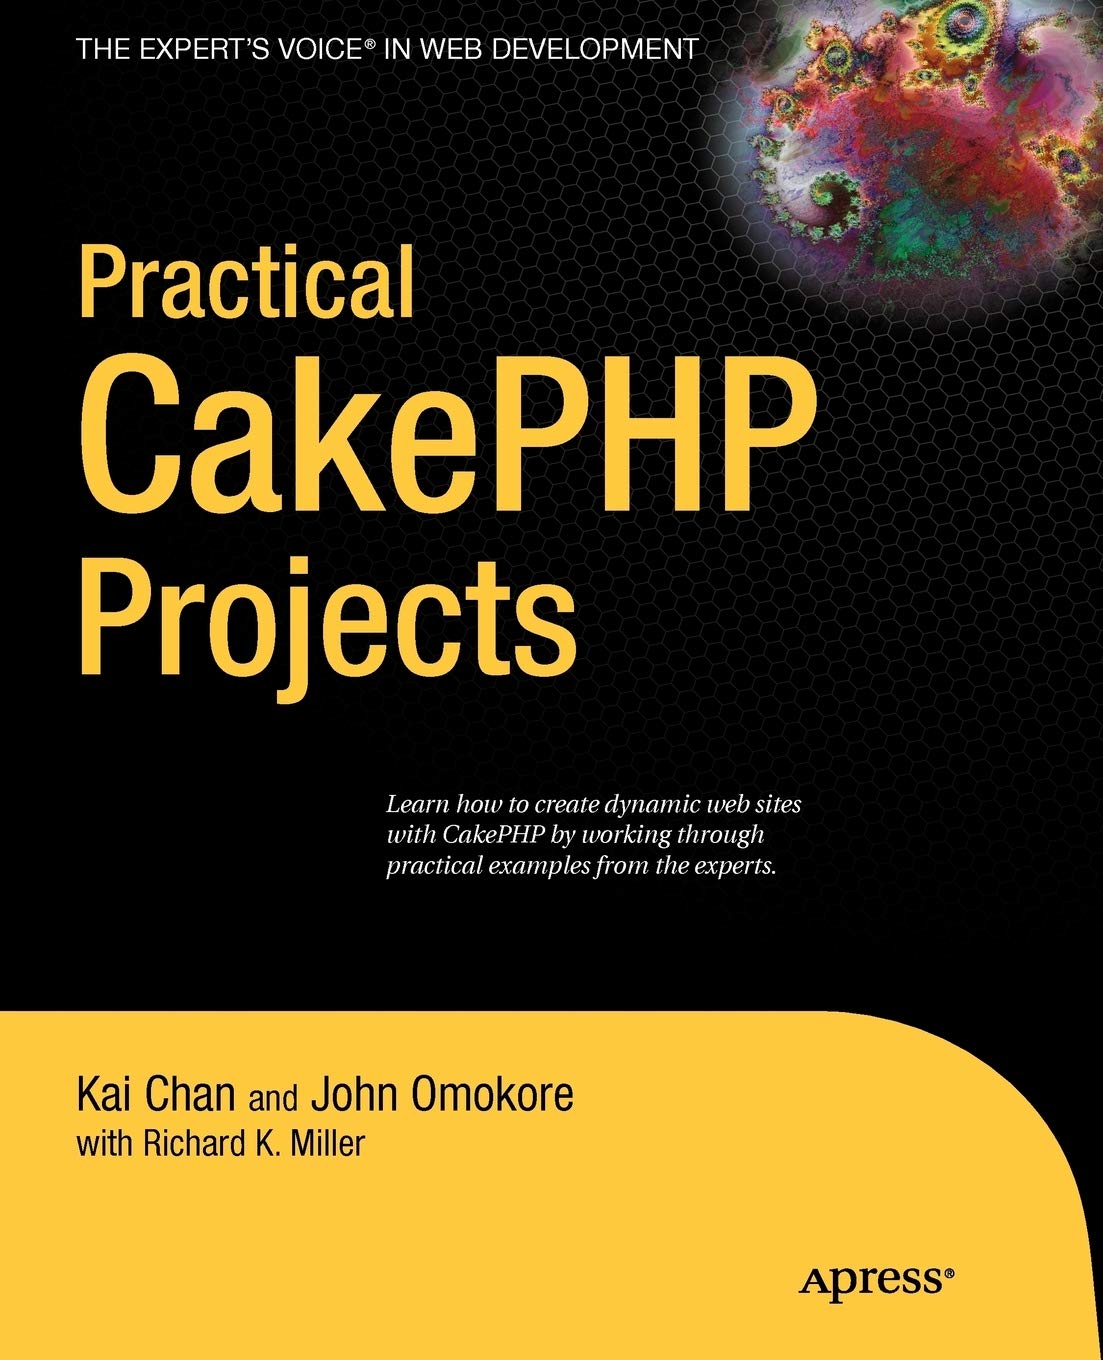 THE EXPERT'S VOICE® IN WEB DEVELOPMENT
Practical
CakePHP
Projects
Learn how to create dynamic web sites
with CakePHP by working through
practical examples from the experts.
Kai Chan and John Omokore
with Richard K. Miller
Apress®